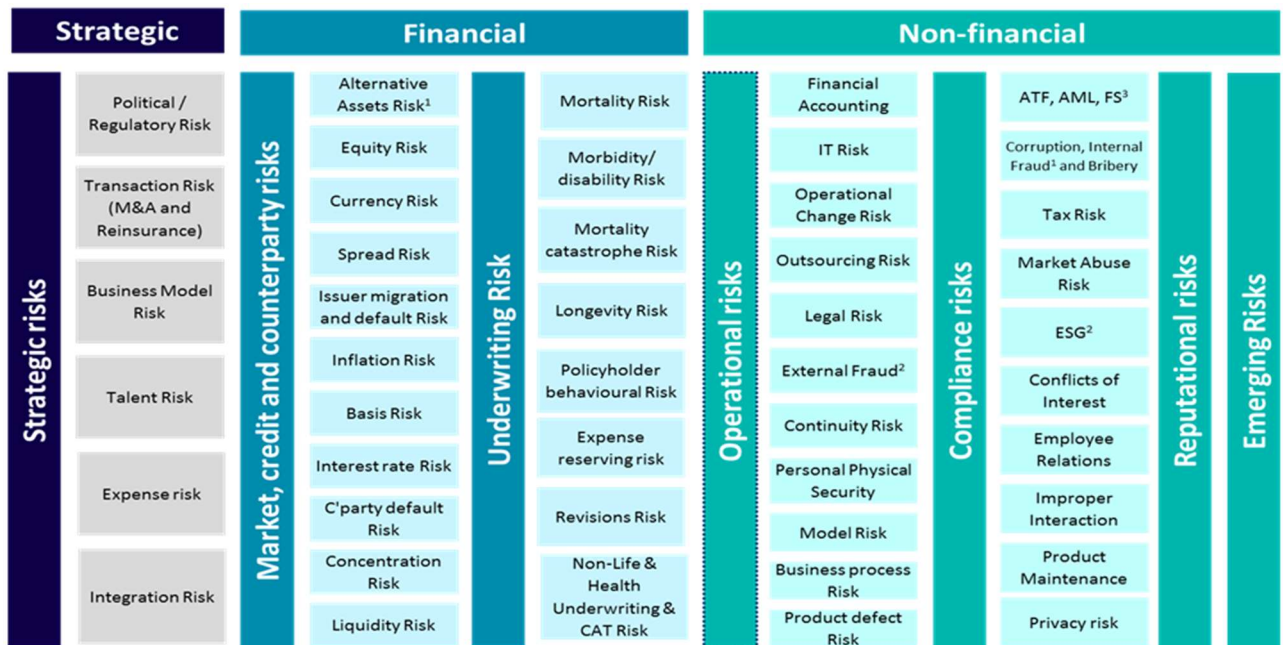 Strategic
Financial
Non-financial
Strategic risks
Political /
Regulatory Risk
Transaction Risk
(M&A and
Reinsurance)
Business Model
Risk
Talent Risk
Expense risk
Integration Risk
Market, credit and counterparty risks
Alternative
Assets Risk¹
Equity Risk
Currency Risk
Spread Risk
Issuer migration
and default Risk
Inflation Risk
Basis Risk
Interest rate Risk
C'party default
Risk
Concentration
Risk
Liquidity Risk
Underwriting Risk
Mortality Risk
Morbidity/
disability Risk
Mortality
catastrophe Risk
Longevity Risk
Policyholder
behavioural Risk
Expense
reserving risk
Revisions Risk
Non-Life &
Health
Underwriting &
CAT Risk
Operational risks
Financial
Accounting
IT Risk
Operational
Change Risk
Outsourcing Risk
Legal Risk
External Fraud²
Continuity Risk
Personal Physical
Security
Model Risk
Business process
Risk
Product defect
Risk
Compliance risks
ATF, AML, FS³
Corruption, Internal
Fraud¹ and Bribery
Tax Risk
Market Abuse
Risk
ESG²
Conflicts of
Interest
Employee
Relations
Improper
Interaction
Product
Maintenance
Privacy risk
Reputational risks
Emerging Risks